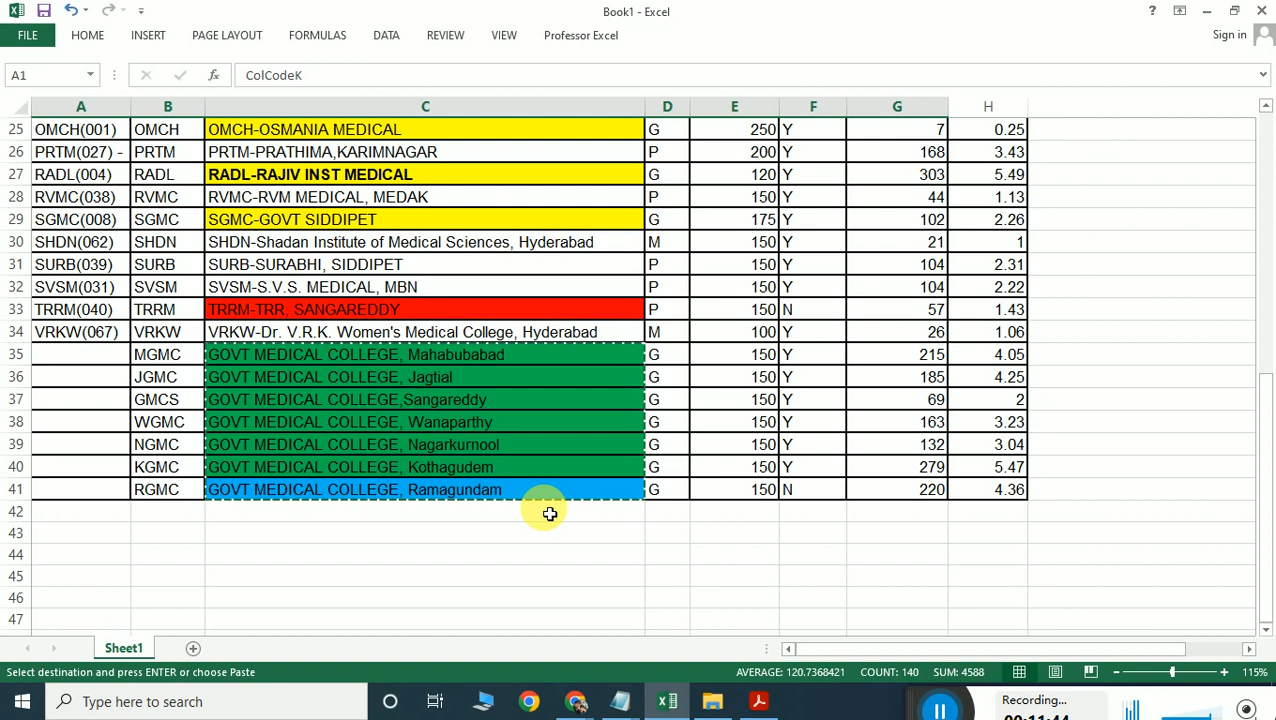 Book1 - Excel
?
FILE HOME INSERT PAGE LAYOUT FORMULAS DATA REVIEW VIEW Professor Excel Sign in
A1 fx ColCodeK
A B C D E F G H
25 OMCH(001) OMCH OMCH-OSMANIA MEDICAL G 250 Y 7 0.25
26 PRTM(027) - PRTM PRTM-PRATHIMA,KARIMNAGAR P 200 Y 168 3.43
27 RADL(004) RADL RADL-RAJIV INST MEDICAL G 120 Y 303 5.49
28 RVMC(038) RVMC RVMC-RVM MEDICAL, MEDAK P 150 Y 44 1.13
29 SGMC(008) SGMC SGMC-GOVT SIDDIPET G 175 Y 102 2.26
30 SHDN(062) SHDN SHDN-Shadan Institute of Medical Sciences, Hyderabad M 150 Y 21 1
31 SURB(039) SURB SURB-SURABHI, SIDDIPET P 150 Y 104 2.31
32 SVSM(031) SVSM SVSM-S.V.S. MEDICAL, MBN P 150 Y 104 2.22
33 TRRM(040) TRRM TRRM-TRR, SANGAREDDY P 150 N 57 1.43
34 VRKW(067) VRKW VRKW-Dr. V.R.K. Women's Medical College, Hyderabad M 100 Y 26 1.06
35 MGMC GOVT MEDICAL COLLEGE, Mahabubabad G 150 Y 215 4.05
36 JGMC GOVT MEDICAL COLLEGE, Jagtial G 150 Y 185 4.25
37 GMCS GOVT MEDICAL COLLEGE,Sangareddy G 150 Y 69 2
38 WGMC GOVT MEDICAL COLLEGE, Wanaparthy G 150 Y 163 3.23
39 NGMC GOVT MEDICAL COLLEGE, Nagarkurnool G 150 Y 132 3.04
40 KGMC GOVT MEDICAL COLLEGE, Kothagudem G 150 Y 279 5.47
41 RGMC GOVT MEDICAL COLLEGE, Ramagundam G 150 N 220 4.36
42
43
44
45
46
47
Sheet1
Select destination and press ENTER or choose Paste AVERAGE: 120.7368421 COUNT: 140 SUM: 4588 115%
Type here to search Recording...
00:11:44